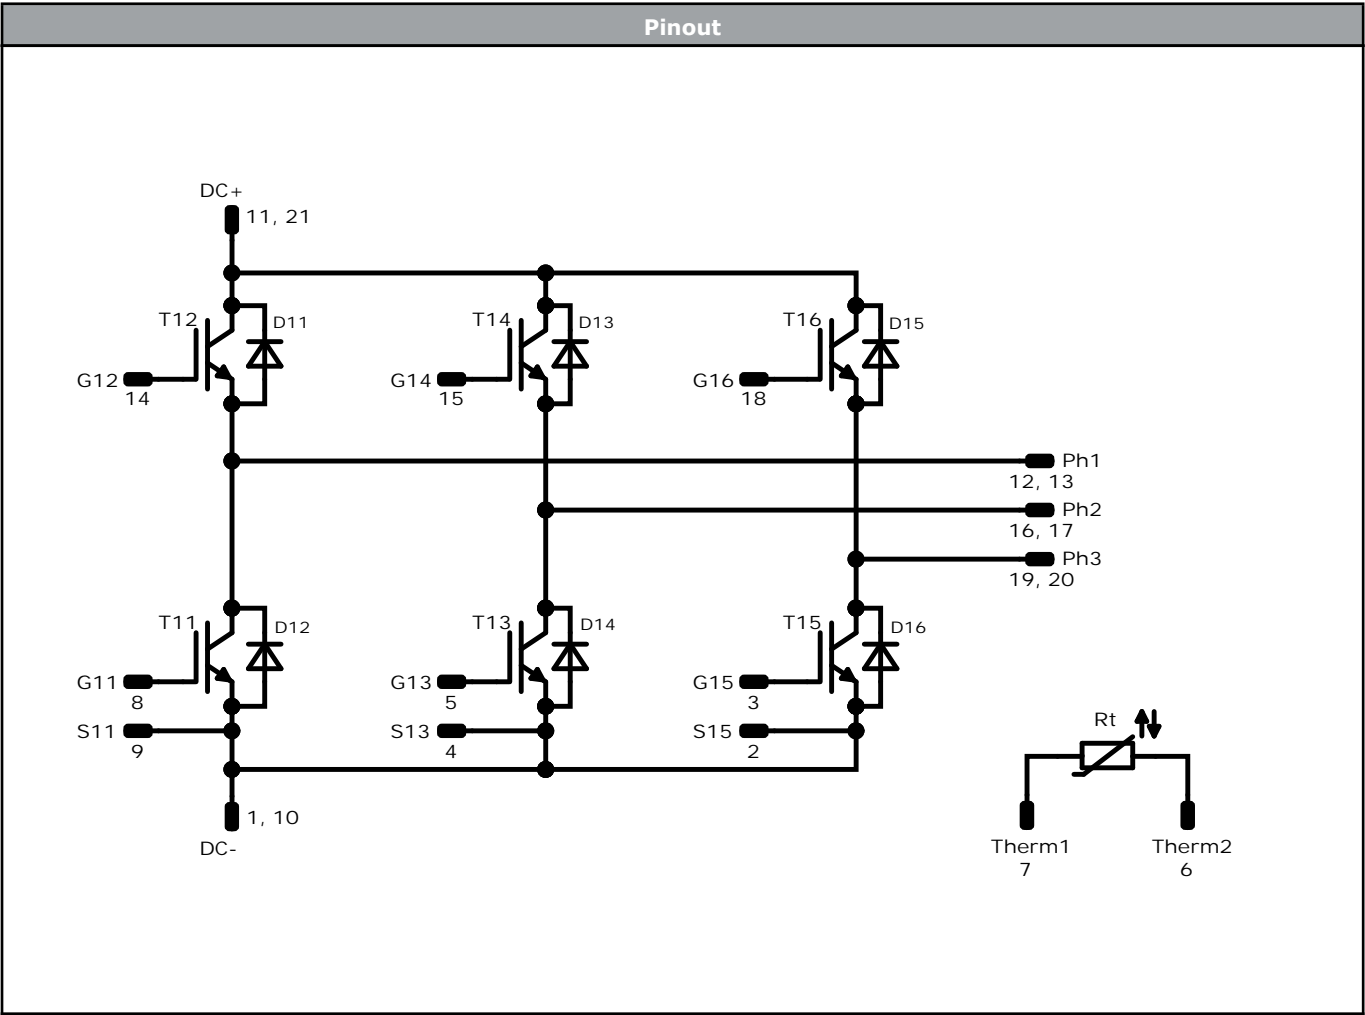 Pinout
DC+
11, 21
T12
D11
T14
D13
T16
D15
G12
14
G14
15
G16
18
Ph1
12, 13
Ph2
16, 17
Ph3
19, 20
T11
D12
T13
D14
T15
D16
G11
8
G13
5
G15
3
S11
9
S13
4
S15
2
Rt
1, 10
DC-
Therm1
7
Therm2
6